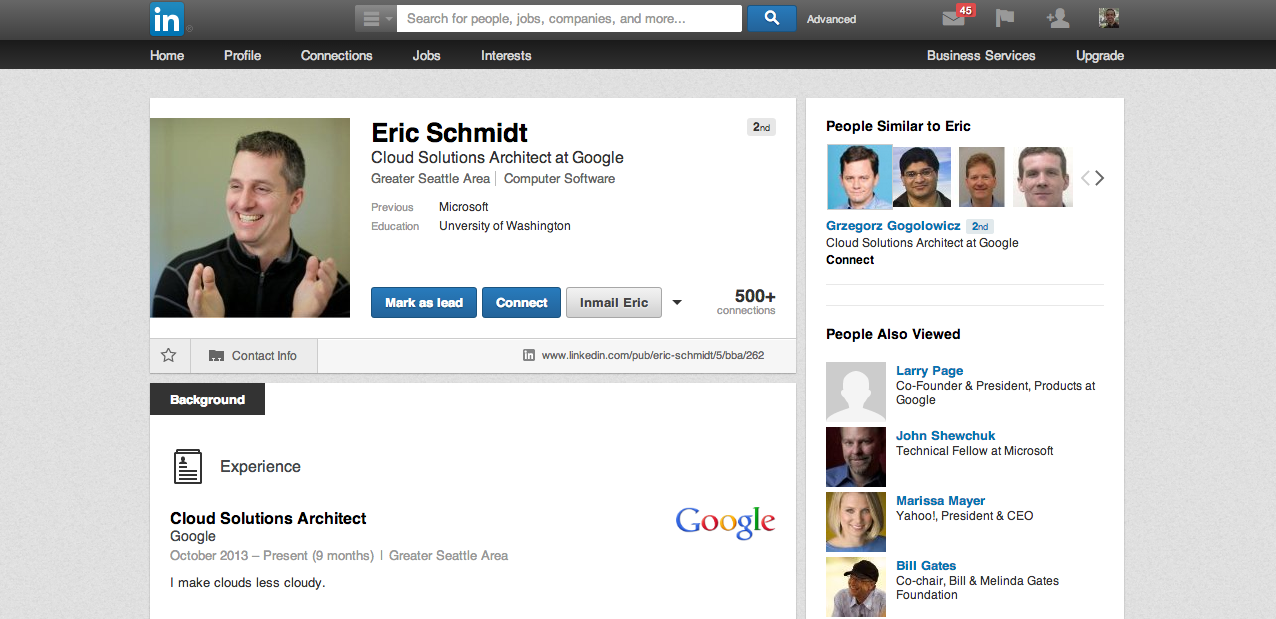 in ®
Search for people, jobs, companies, and more...
Advanced
45
Home Profile Connections Jobs Interests Business Services Upgrade
Eric Schmidt
2nd
Cloud Solutions Architect at Google
Greater Seattle Area | Computer Software
Previous Microsoft
Education Unversity of Washington
Mark as lead Connect Inmail Eric
500+
connections
Contact Info
in www.linkedin.com/pub/eric-schmidt/5/bba/262
Background
Experience
Cloud Solutions Architect
Google
Google
October 2013 – Present (9 months) | Greater Seattle Area
I make clouds less cloudy.
People Similar to Eric
Grzegorz Gogolowicz 2nd
Cloud Solutions Architect at Google
Connect
People Also Viewed
Larry Page
Co-Founder & President, Products at
Google
John Shewchuk
Technical Fellow at Microsoft
Marissa Mayer
Yahoo!, President & CEO
Bill Gates
Co-chair, Bill & Melinda Gates
Foundation